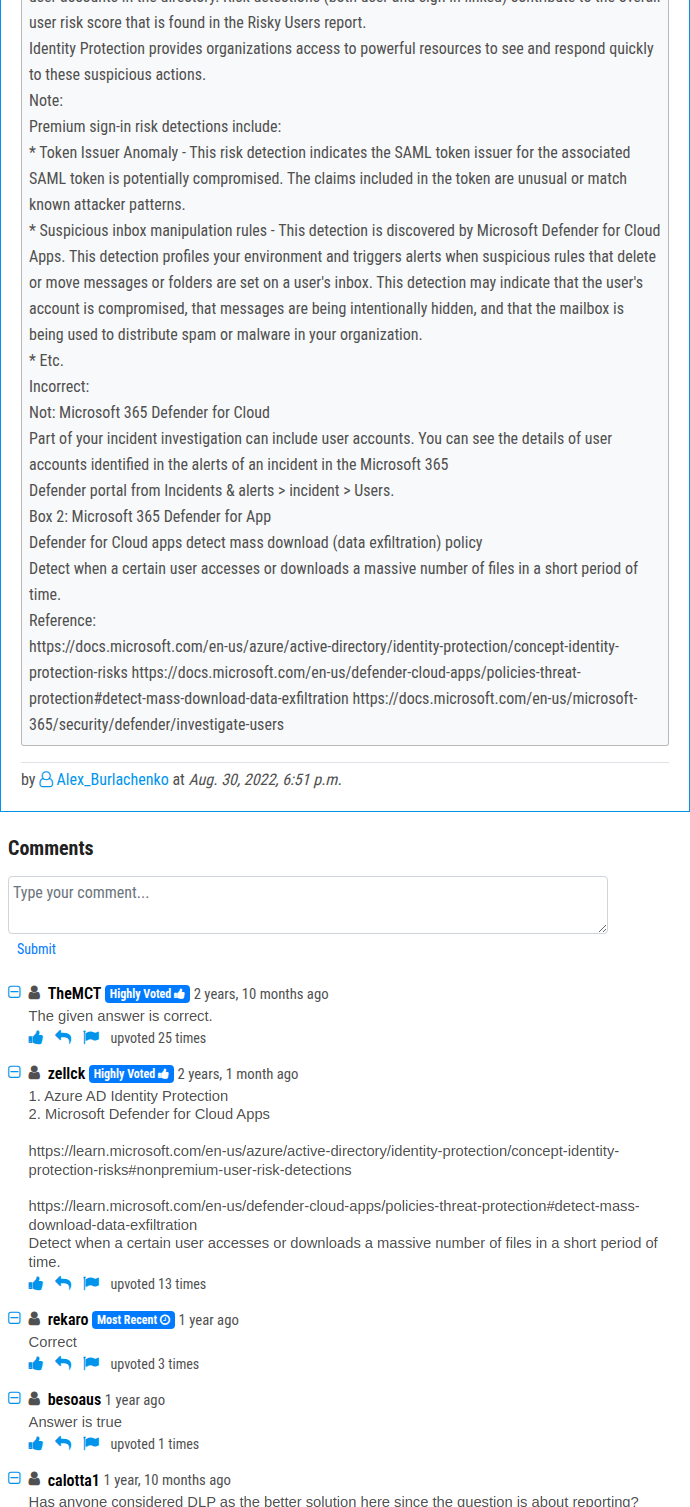 user accounts in the directory. Risk detections (both user and sign-in linked) contribute to the overall
user risk score that is found in the Risky Users report.
Identity Protection provides organizations access to powerful resources to see and respond quickly
to these suspicious actions.
Note:
Premium sign-in risk detections include:
* Token Issuer Anomaly - This risk detection indicates the SAML token issuer for the associated
SAML token is potentially compromised. The claims included in the token are unusual or match
known attacker patterns.
* Suspicious inbox manipulation rules - This detection is discovered by Microsoft Defender for Cloud
Apps. This detection profiles your environment and triggers alerts when suspicious rules that delete
or move messages or folders are set on a user's inbox. This detection may indicate that the user's
account is compromised, that messages are being intentionally hidden, and that the mailbox is
being used to distribute spam or malware in your organization.
* Etc.
Incorrect:
Not: Microsoft 365 Defender for Cloud
Part of your incident investigation can include user accounts. You can see the details of user
accounts identified in the alerts of an incident in the Microsoft 365
Defender portal from Incidents & alerts > incident > Users.
Box 2: Microsoft 365 Defender for App
Defender for Cloud apps detect mass download (data exfiltration) policy
Detect when a certain user accesses or downloads a massive number of files in a short period of
time.
Reference:
https://docs.microsoft.com/en-us/azure/active-directory/identity-protection/concept-identity-
protection-risks https://docs.microsoft.com/en-us/defender-cloud-apps/policies-threat-
protection#detect-mass-download-data-exfiltration https://docs.microsoft.com/en-us/microsoft-
365/security/defender/investigate-users
by Alex_Burlachenko at Aug. 30, 2022, 6:51 p.m.
Comments
Type your comment...
Submit
TheMCT Highly Voted 2 years, 10 months ago
The given answer is correct.
upvoted 25 times
zellck Highly Voted 2 years, 1 month ago
1. Azure AD Identity Protection
2. Microsoft Defender for Cloud Apps
https://learn.microsoft.com/en-us/azure/active-directory/identity-protection/concept-identity-
protection-risks#nonpremium-user-risk-detections
https://learn.microsoft.com/en-us/defender-cloud-apps/policies-threat-protection#detect-mass-
download-data-exfiltration
Detect when a certain user accesses or downloads a massive number of files in a short period of
time.
upvoted 13 times
rekaro Most Recent 1 year ago
Correct
upvoted 3 times
besoaus 1 year ago
Answer is true
upvoted 1 times
calotta1 1 year, 10 months ago
Has anyone considered DLP as the better solution here since the question is about reporting?